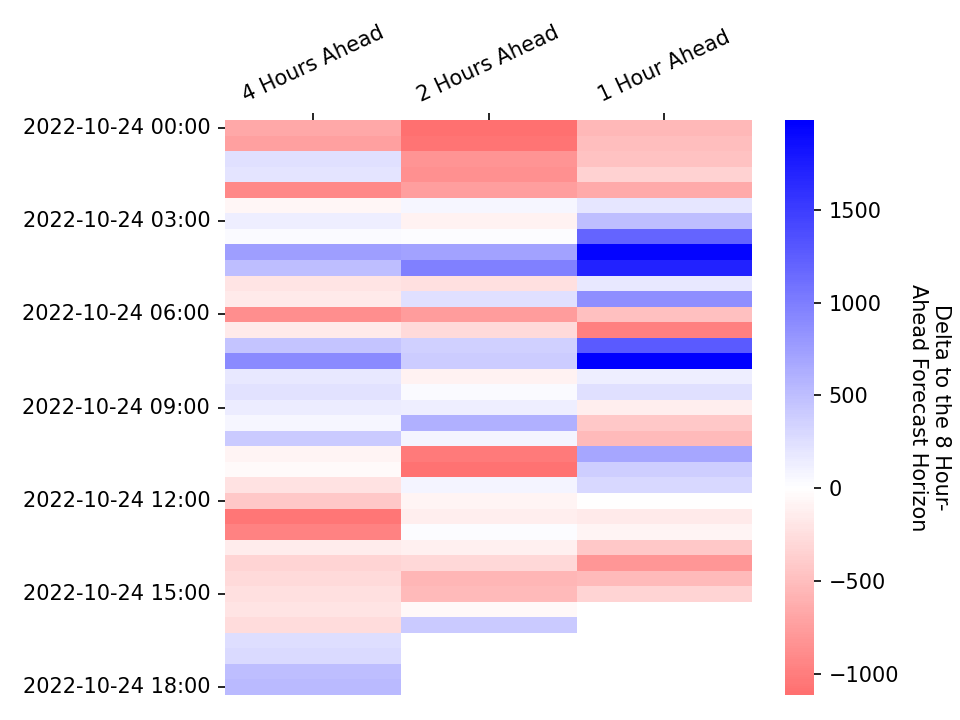 4 Hours Ahead
2 Hours Ahead
1 Hour Ahead
2022-10-24 00:00
2022-10-24 03:00
2022-10-24 06:00
2022-10-24 09:00
2022-10-24 12:00
2022-10-24 15:00
2022-10-24 18:00
1500
1000
500
0
−500
−1000
Delta to the 8 Hour-
Ahead Forecast Horizon